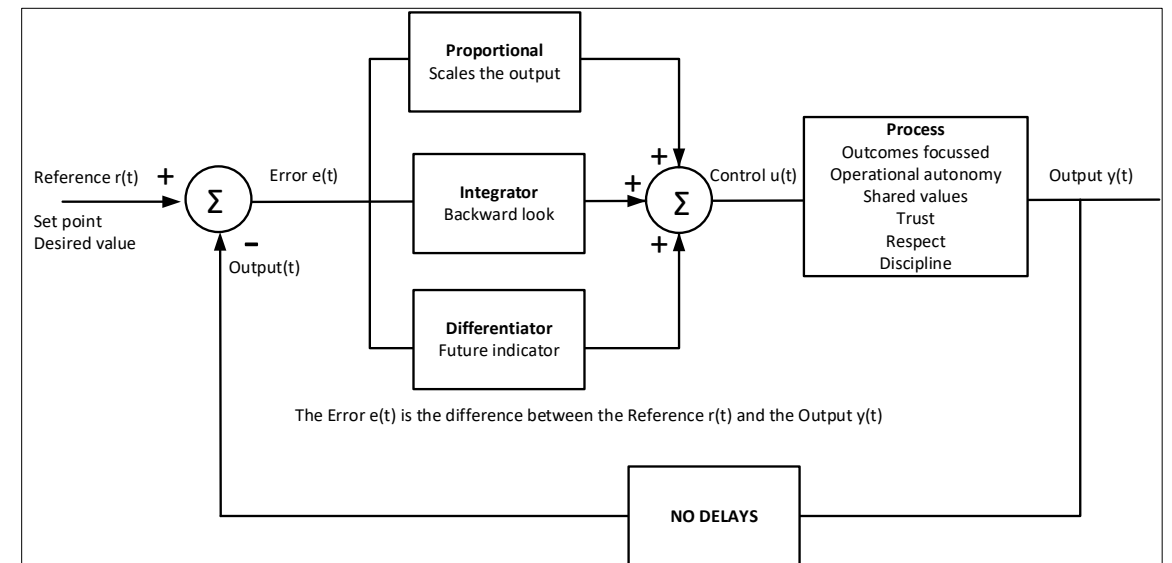 Proportional
Scales the output
Reference r(t)
+
Σ
Error e(t)
Set point
Desired value
−
Output(t)
Integrator
Backward look
Differentiator
Future indicator
+
+
+
Σ
Control u(t)
Process
Outcomes focussed
Operational autonomy
Shared values
Trust
Respect
Discipline
Output y(t)
The Error e(t) is the difference between the Reference r(t) and the Output y(t)
NO DELAYS